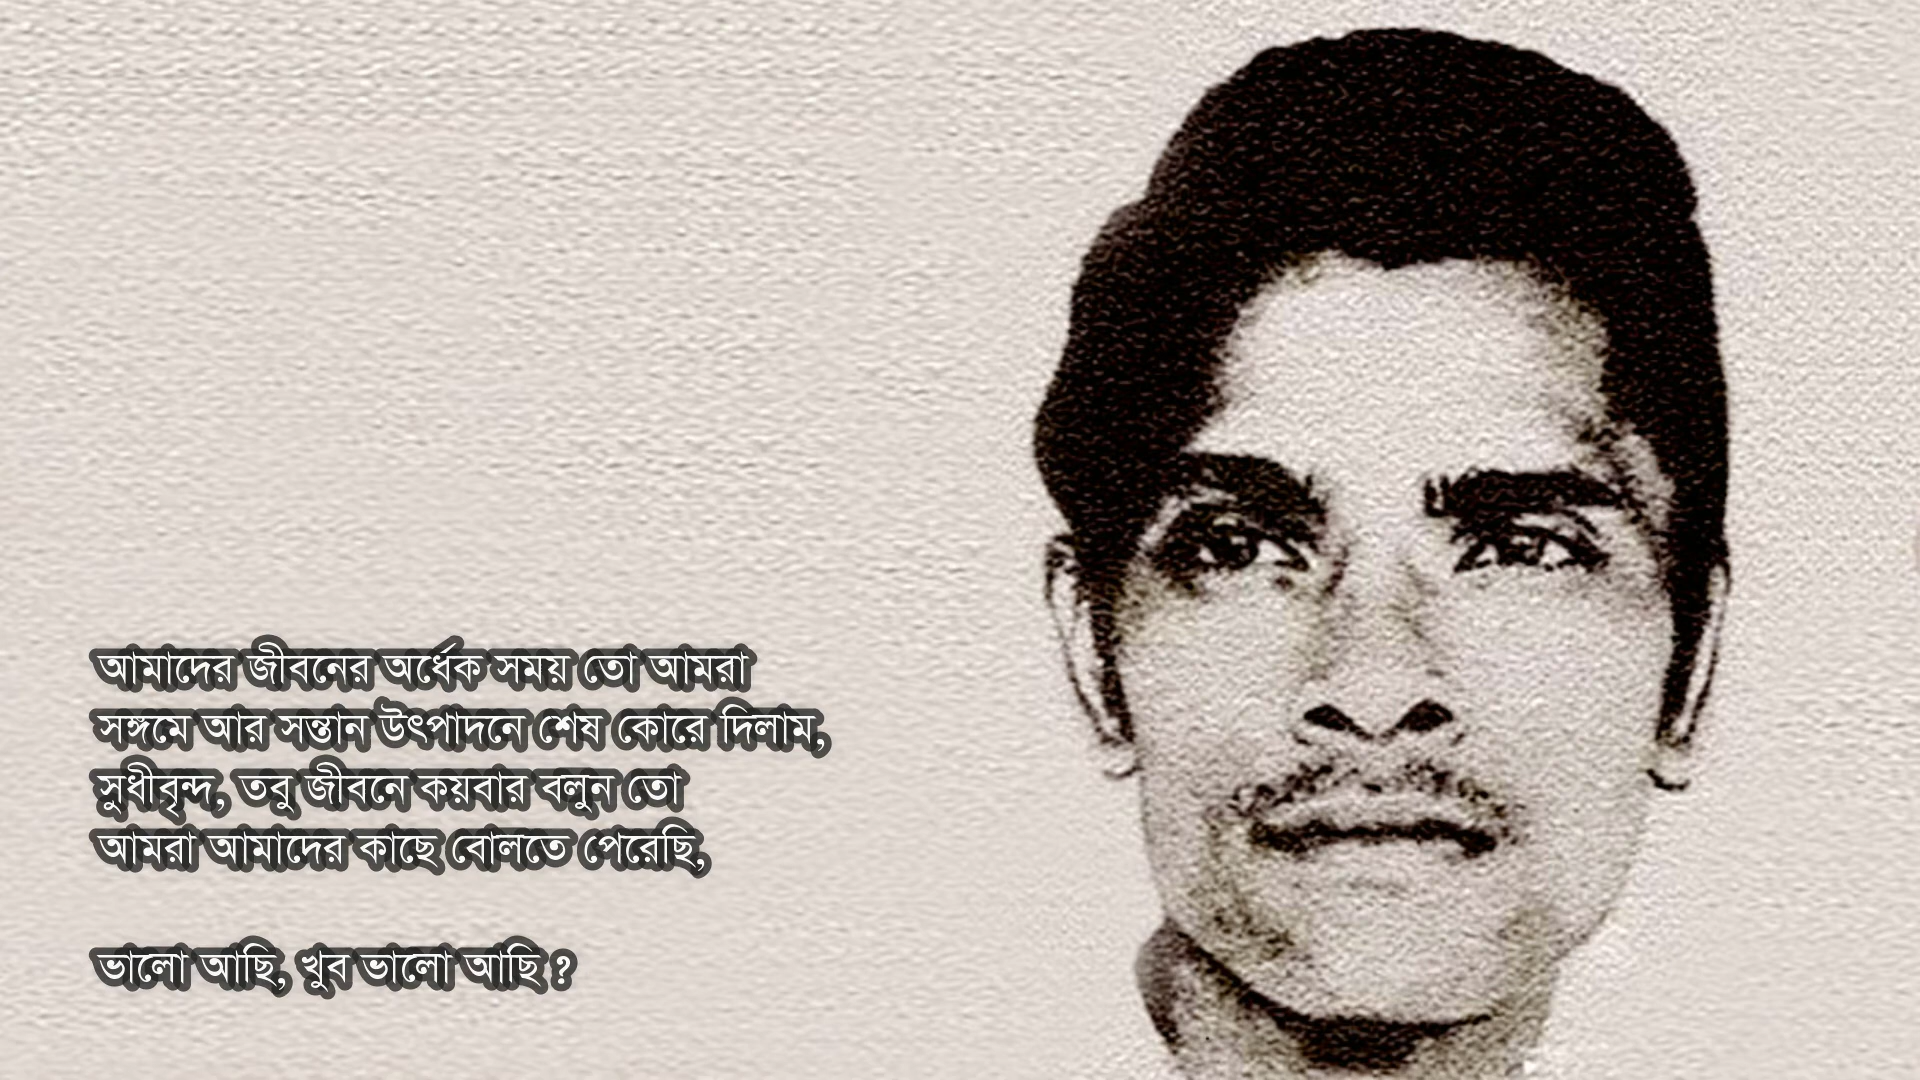 আমাদের জীবনের অর্ধেক সময় তো আমরা
সঙ্গমে আর সন্তান উৎপাদনে শেষ কোরে দিলাম,
সুধীবৃন্দ, তবু জীবনে কয়বার বলুন তো
আমরা আমাদের কাছে বোলতে পেরেছি,
ভালো আছি, খুব ভালো আছি ?